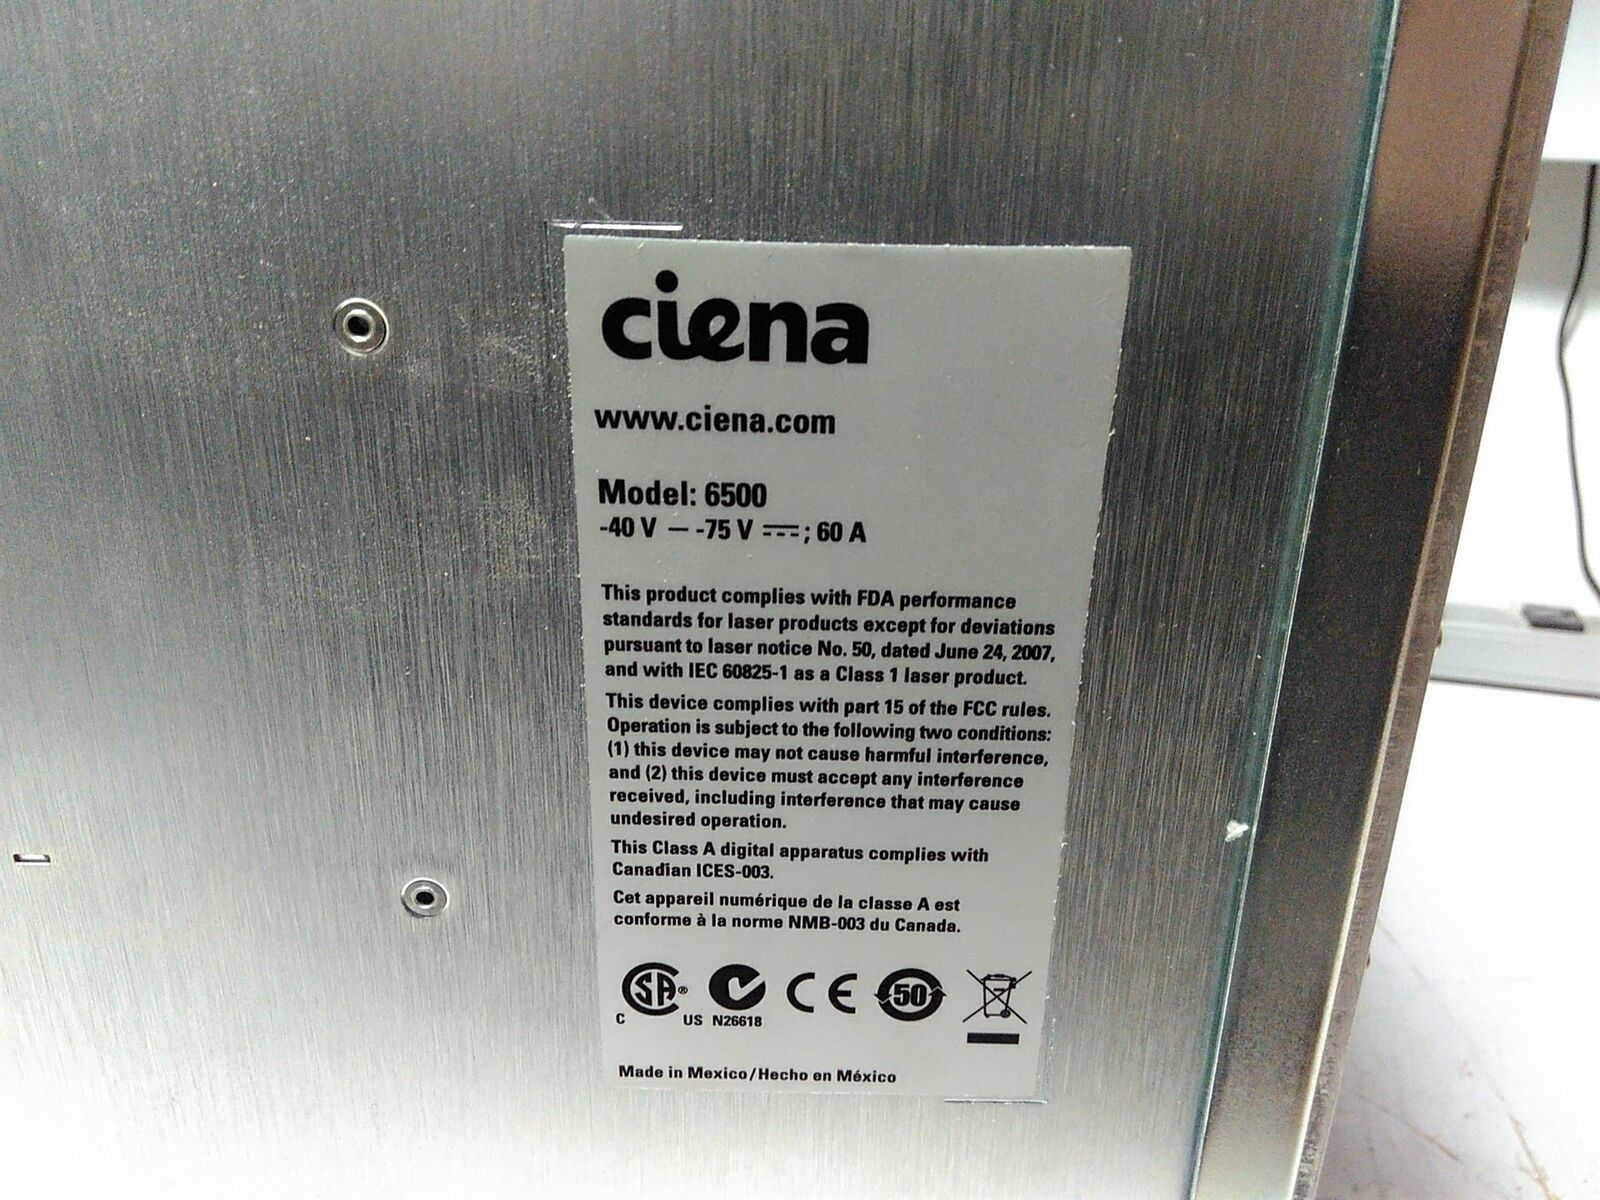 ciena
www.ciena.com
Model: 6500
-40 V — -75 V ⎓; 60 A
This product complies with FDA performance
standards for laser products except for deviations
pursuant to laser notice No. 50, dated June 24, 2007,
and with IEC 60825-1 as a Class 1 laser product.
This device complies with part 15 of the FCC rules.
Operation is subject to the following two conditions:
(1) this device may not cause harmful interference,
and (2) this device must accept any interference
received, including interference that may cause
undesired operation.
This Class A digital apparatus complies with
Canadian ICES-003.
Cet appareil numérique de la classe A est
conforme à la norme NMB-003 du Canada.
SA® CE 50
C US N26618
Made in Mexico/Hecho en México